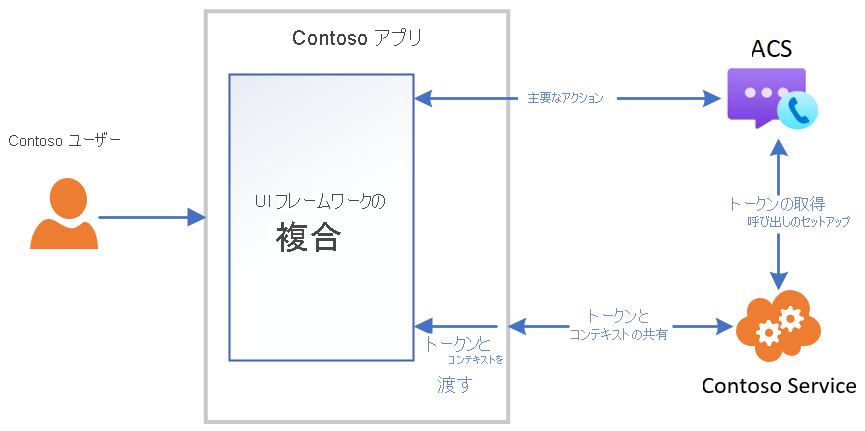 Contoso アプリ
ACS
主要なアクション
Contoso ユーザー
UI フレームワークの
複合
トークンの取得
呼び出しのセットアップ
トークンと
コンテキストの共有
トークンと
コンテキストを
渡す
Contoso Service